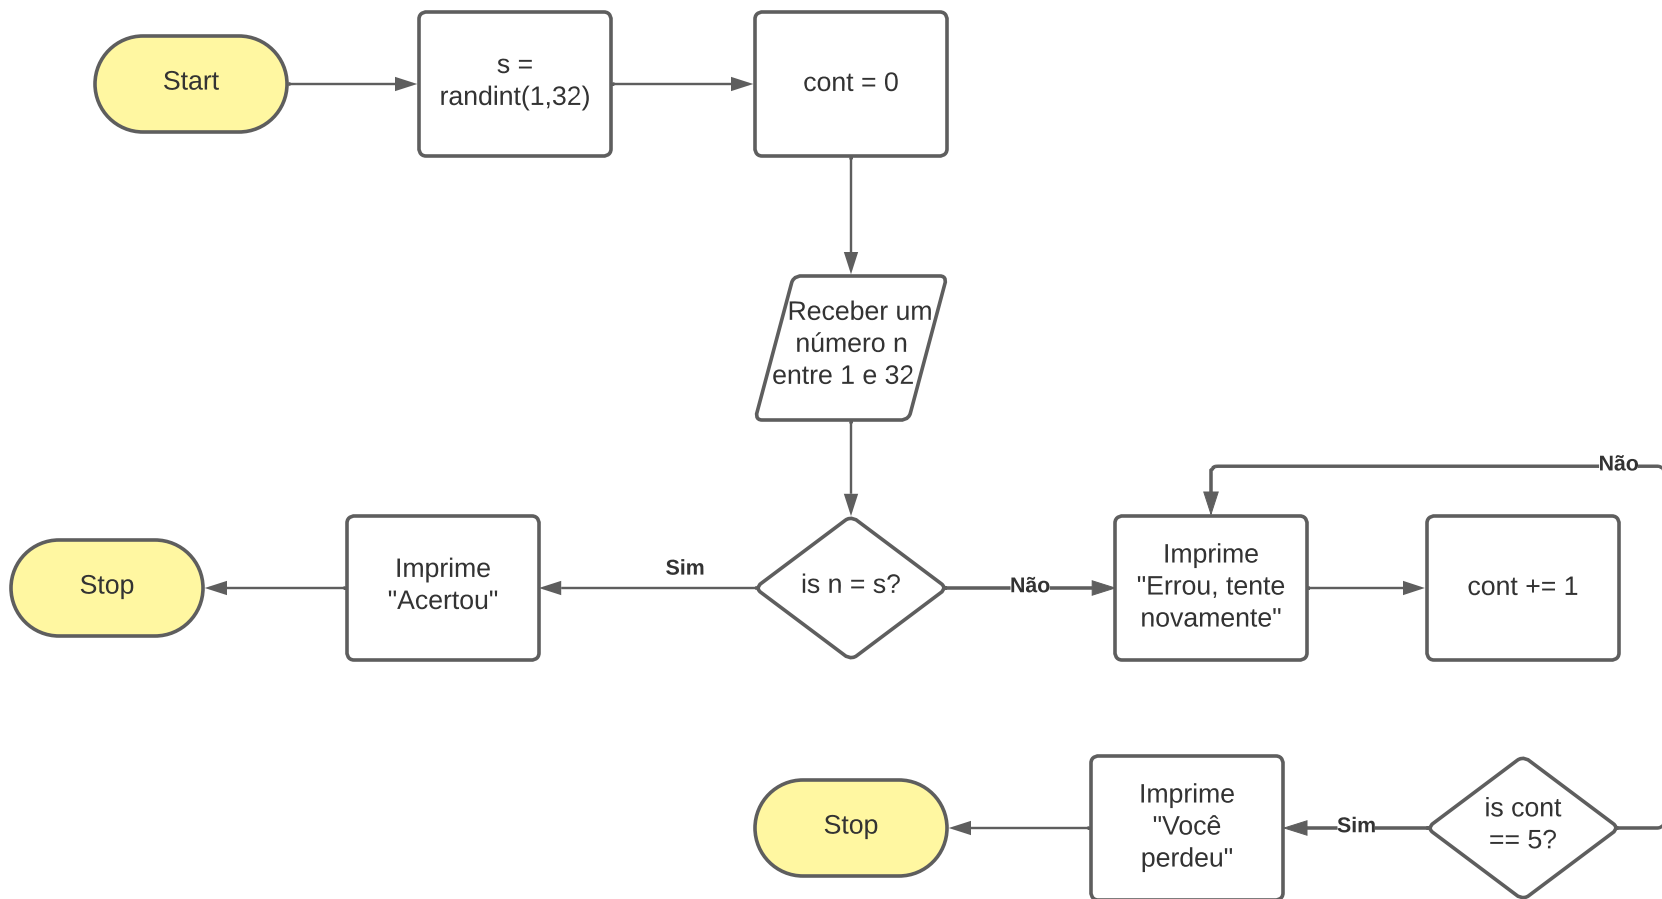 Start
s =
randint(1,32)
cont = 0
Receber um
número n
entre 1 e 32
Não
Stop
Imprime
"Acertou"
Sim
is n = s?
Não
Imprime
"Errou, tente
novamente"
cont += 1
Stop
Imprime
"Você
perdeu"
Sim
is cont
== 5?